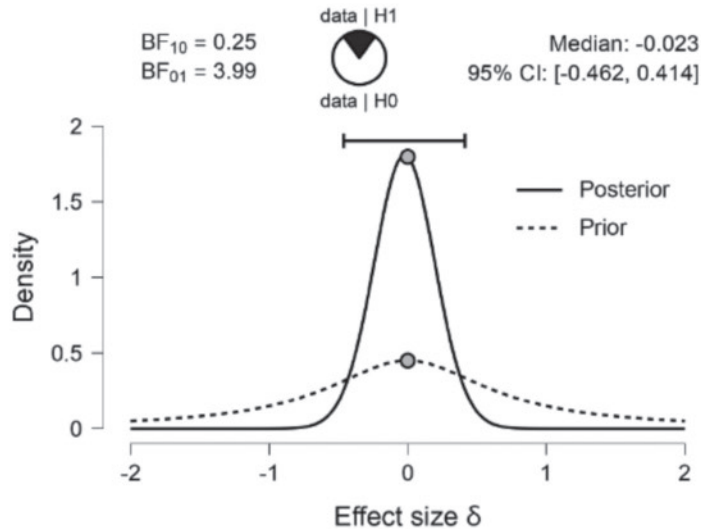 data | H1
BF10 = 0.25
BF01 = 3.99
Median: -0.023
95% CI: [-0.462, 0.414]
data | H0
2
1.5
1
0.5
0
Density
Posterior
Prior
-2 -1 0 1 2
Effect size δ